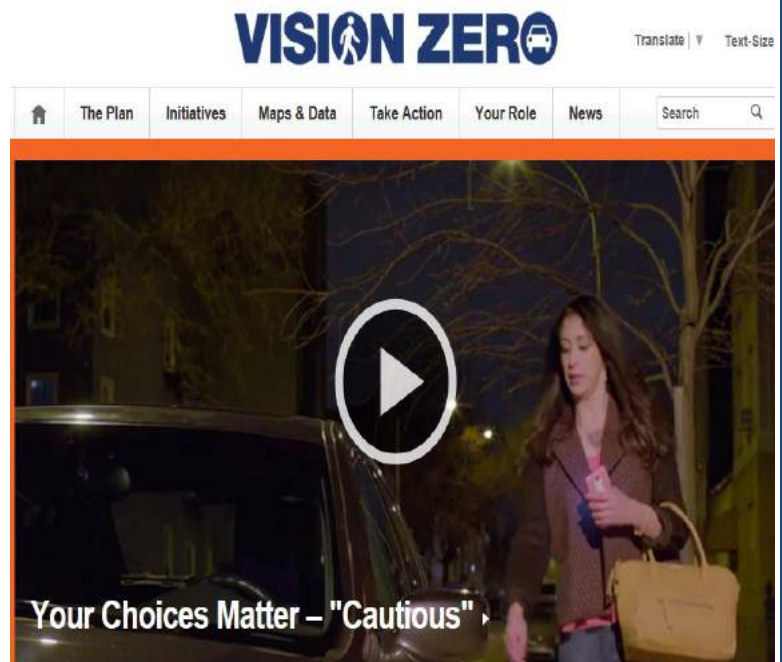 VISION ZERO
Translate | ▼ Text-Size
The Plan Initiatives Maps & Data Take Action Your Role News Search
Your Choices Matter – "Cautious"